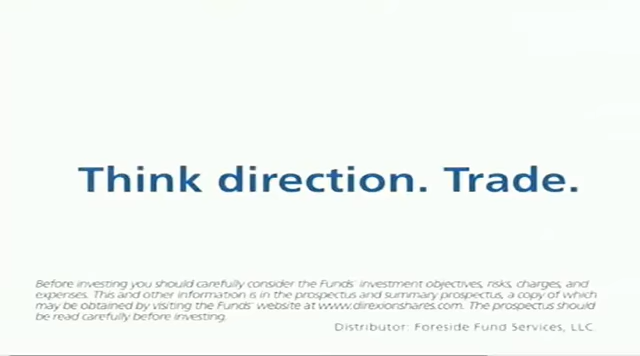 Think direction. Trade.
Before investing you should carefully consider the Funds' investment objectives, risks, charges, and
expenses. This and other information is in the prospectus and summary prospectus, a copy of which
may be obtained by visiting the Funds' website at www.direxionshares.com. The prospectus should
be read carefully before investing.
Distributor: Foreside Fund Services, LLC.